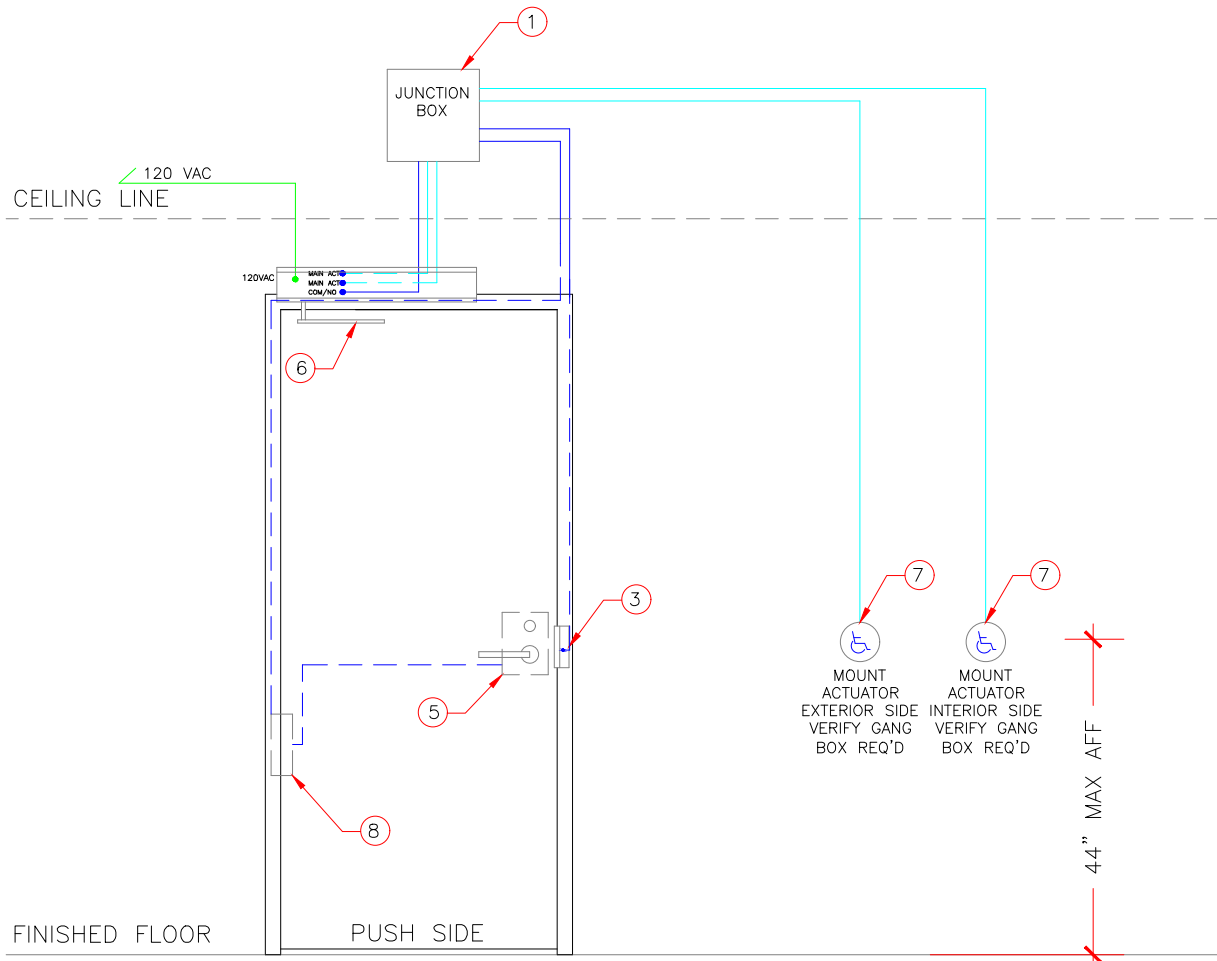 1
JUNCTION
BOX
120 VAC
CEILING LINE
120VAC
MAIN ACT
MAIN ACT
COM/NO
6
7
7
3
MOUNT
ACTUATOR
EXTERIOR SIDE
VERIFY GANG
BOX REQ'D
MOUNT
ACTUATOR
INTERIOR SIDE
VERIFY GANG
BOX REQ'D
5
44" MAX AFF
8
FINISHED FLOOR
PUSH SIDE